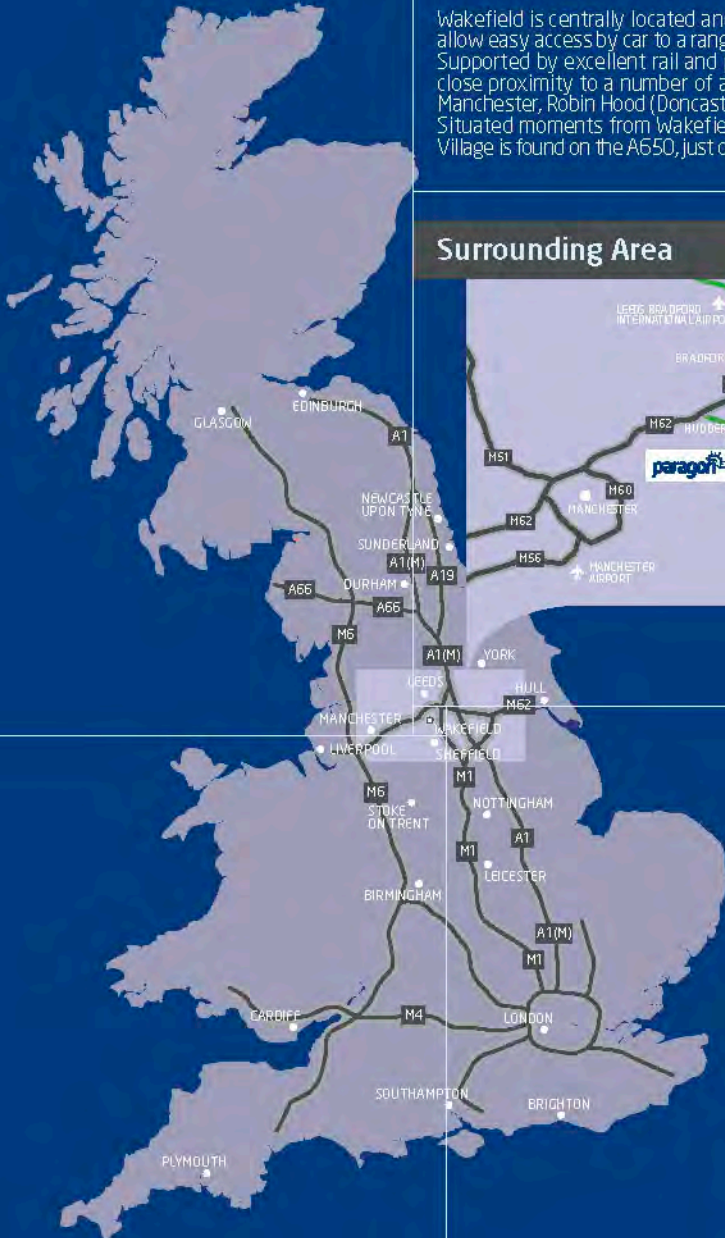 Wakefield is centrally located an
allow easy access by car to a rang
Supported by excellent rail and
close proximity to a number of a
Manchester, Robin Hood (Doncast
Situated moments from Wakefie
Village is found on the A650, just
Surrounding Area
LEEDS BRADFORD
INTERNATIONAL AIRPO
BRADFOR
M62
HUDDER
paragon
M51
M60
MANCHESTER
M62
M56
MANCHESTER
AIRPORT
GLASGOW
EDINBURGH
A1
NEWCASTLE
UPON TYNE
SUNDERLAND
A1(M)
A19
DURHAM
A66
A66
M6
A1(M)
YORK
LEEDS
HULL
M62
MANCHESTER
WAKEFIELD
LIVERPOOL
SHEFFIELD
M1
M6
STOKE
ON TRENT
NOTTINGHAM
A1
M1
LEICESTER
BIRMINGHAM
A1(M)
M1
CARDIFF
M4
LONDON
SOUTHAMPTON
BRIGHTON
PLYMOUTH